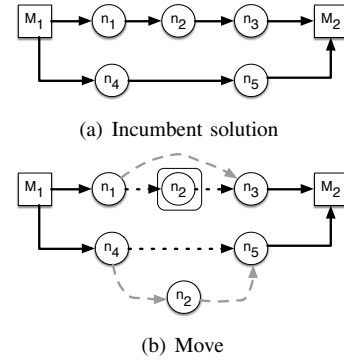 M1 n1 n2 n3 M2
n4 n5
(a) Incumbent solution
M1 n1 n2 n3 M2
n4 n5
n2
(b) Move